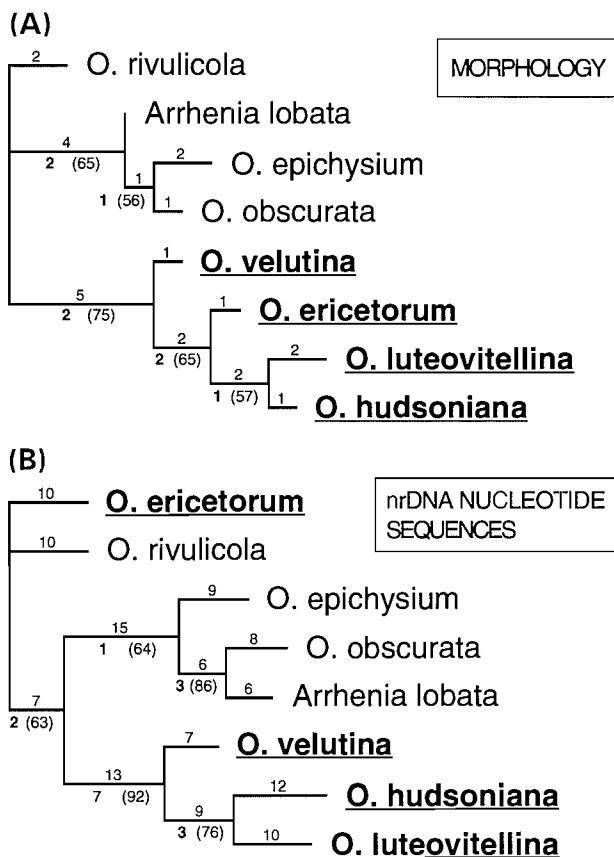 (A)
MORPHOLOGY
2
O. rivulicola
Arrhenia lobata
4
2 (65)
2
O. epichysium
1
1 (56)
1
O. obscurata
1
O. velutina
5
2 (75)
1
O. ericetorum
2
2 (65)
2
O. luteovitellina
2
1 (57)
1
O. hudsoniana
(B)
nrDNA NUCLEOTIDE
SEQUENCES
10
O. ericetorum
10
O. rivulicola
9
O. epichysium
15
1 (64)
8
O. obscurata
6
3 (86)
6
Arrhenia lobata
7
2 (63)
7
O. velutina
13
7 (92)
12
O. hudsoniana
9
3 (76)
10
O. luteovitellina